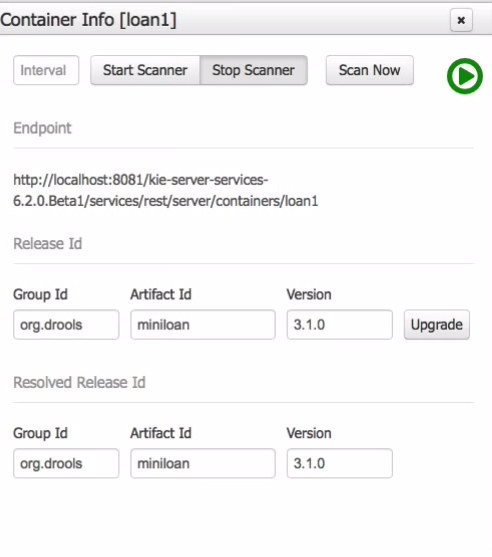 Container Info [loan1]
Interval Start Scanner Stop Scanner Scan Now
Endpoint
http://localhost:8081/kie-server-services-
6.2.0.Beta1/services/rest/server/containers/loan1
Release Id
Group Id Artifact Id Version
org.drools miniloan 3.1.0 Upgrade
Resolved Release Id
Group Id Artifact Id Version
org.drools miniloan 3.1.0